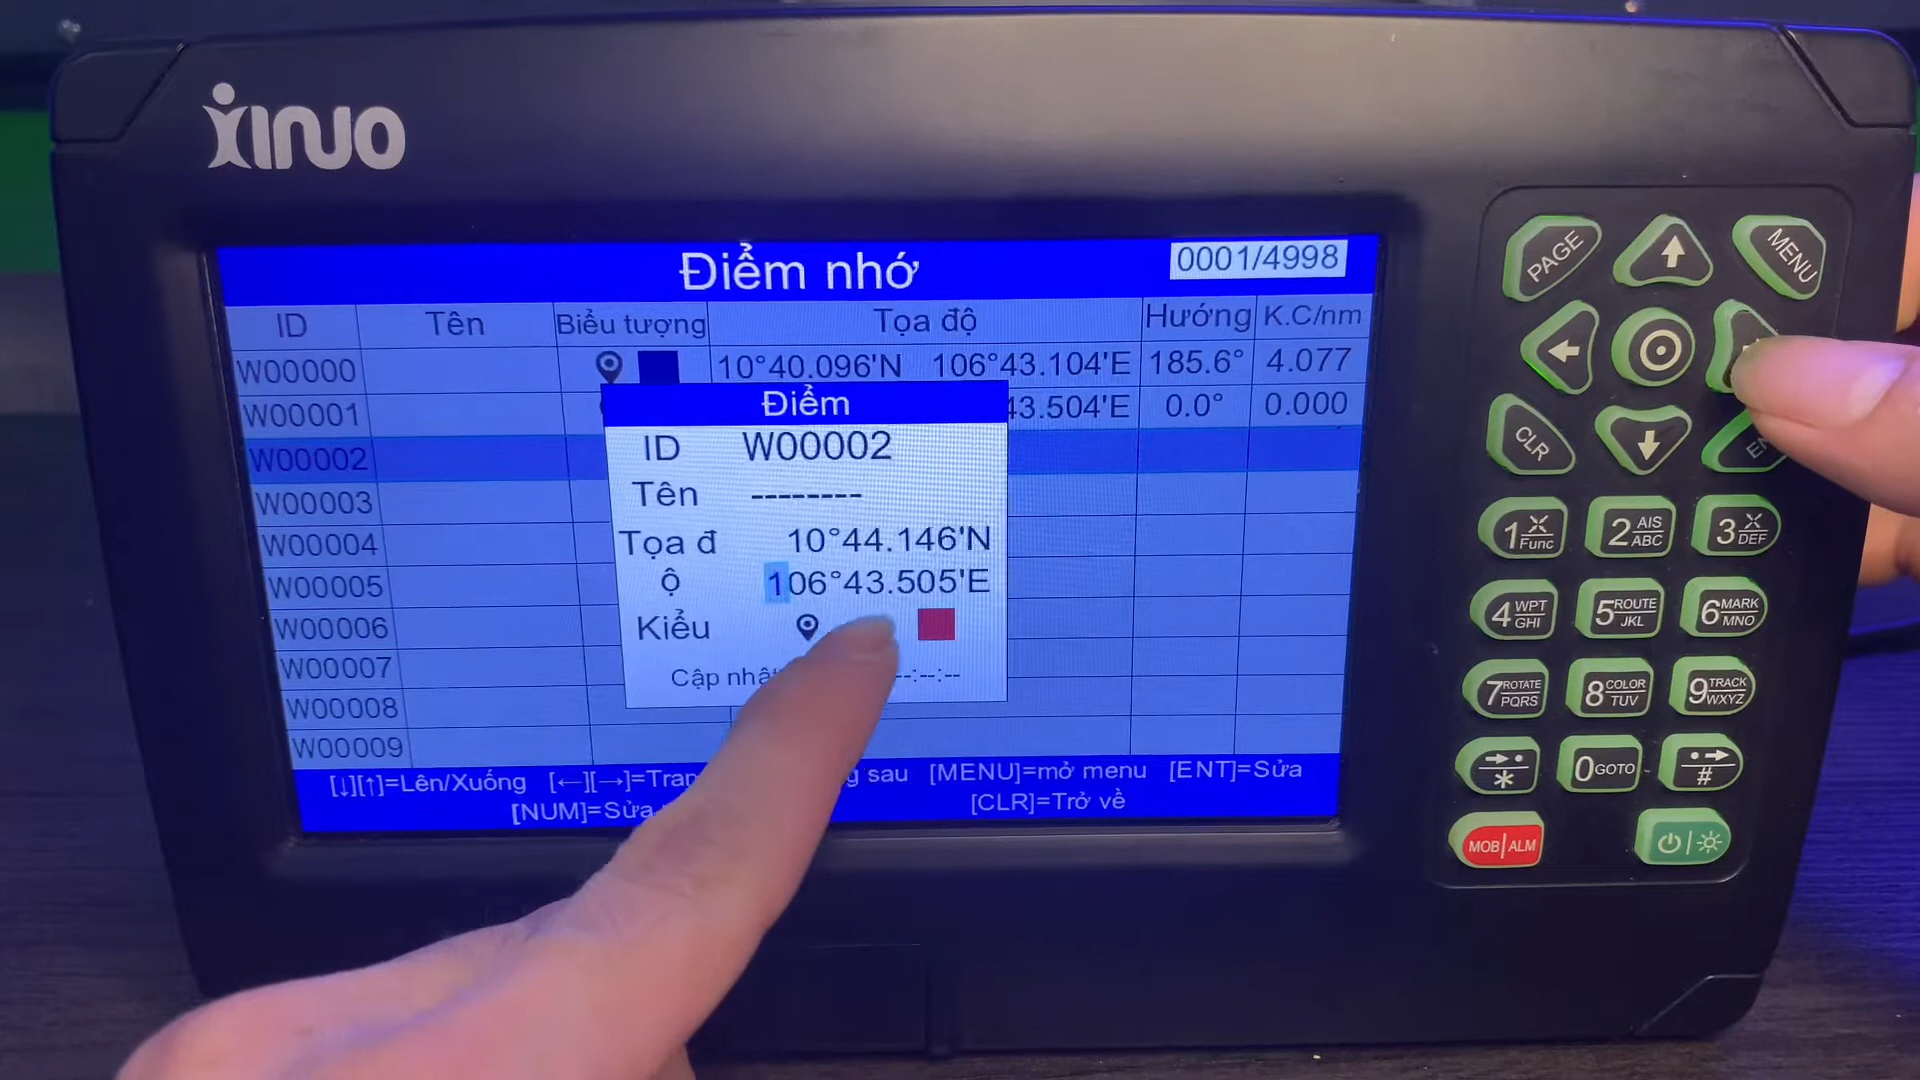 XINUO
Điểm nhớ
0001/4998
ID Tên Biểu tượng Tọa độ Hướng K.C/nm
W00000 10°40.096'N 106°43.104'E 185.6° 4.077
W00001 43.504'E 0.0° 0.000
W00002
W00003
W00004
W00005
W00006
W00007
W00008
W00009
Điểm
ID W00002
Tên --------
Tọa đ 10°44.146'N
ộ 106°43.505'E
Kiểu
Cập nhật --:--:--
[↓][↑]=Lên/Xuống [←][→]=Tran sau [MENU]=mở menu [ENT]=Sửa
[NUM]=Sửa [CLR]=Trở về
PAGE
MENU
CLR
1 Func
2 AIS ABC
3 DEF
4 WPT GHI
5 ROUTE JKL
6 MARK MNO
7 ROTATE PQRS
8 COLOR TUV
9 TRACK WXYZ
*
0 GOTO
#
MOB|ALM